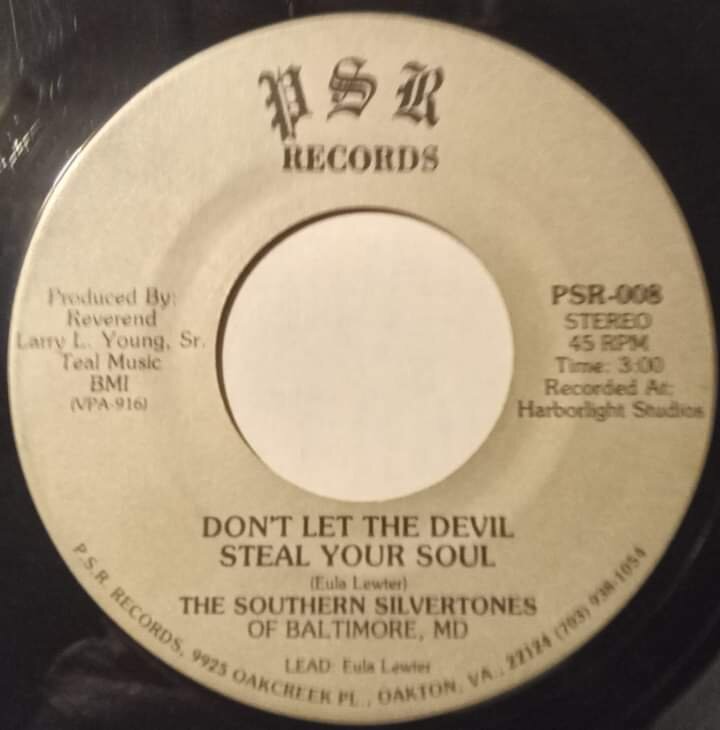 PSR
RECORDS
Produced By:
Reverend
Larry L. Young, Sr.
Teal Music
BMI
(VPA-916)
PSR-008
STEREO
45 RPM
Time: 3:00
Recorded At:
Harborlight Studios
DON'T LET THE DEVIL
STEAL YOUR SOUL
(Eula Lewter)
THE SOUTHERN SILVERTONES
OF BALTIMORE, MD
LEAD: Eula Lewter
P.S.R. RECORDS, 9925 OAKCREEK PL., OAKTON, VA., 22124 (703) 938-1054